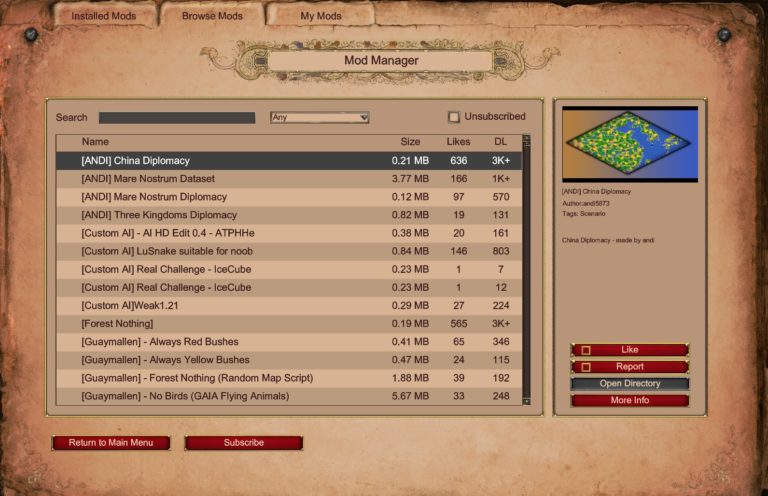 Installed Mods Browse Mods My Mods
Mod Manager
Search Any Unsubscribed
Name Size Likes DL
[ANDI] China Diplomacy 0.21 MB 636 3K+
[ANDI] Mare Nostrum Dataset 3.77 MB 166 1K+
[ANDI] Mare Nostrum Diplomacy 0.12 MB 97 570
[ANDI] Three Kingdoms Diplomacy 0.82 MB 19 131
[Custom AI] - AI HD Edit 0.4 - ATPHHe 0.38 MB 20 161
[Custom AI] LuSnake suitable for noob 0.84 MB 146 803
[Custom AI] Real Challenge - IceCube 0.23 MB 1 7
[Custom AI] Real Challenge - IceCube 0.23 MB 1 12
[Custom AI]Weak1.21 0.29 MB 27 224
[Forest Nothing] 0.19 MB 565 3K+
[Guaymallen] - Always Red Bushes 0.41 MB 65 346
[Guaymallen] - Always Yellow Bushes 0.47 MB 24 115
[Guaymallen] - Forest Nothing (Random Map Script) 1.88 MB 39 192
[Guaymallen] - No Birds (GAIA Flying Animals) 5.67 MB 33 248
[ANDI] China Diplomacy
Author:andi5873
Tags: Scenario
China Diplomacy - made by andi
Like
Report
Open Directory
More Info
Return to Main Menu Subscribe